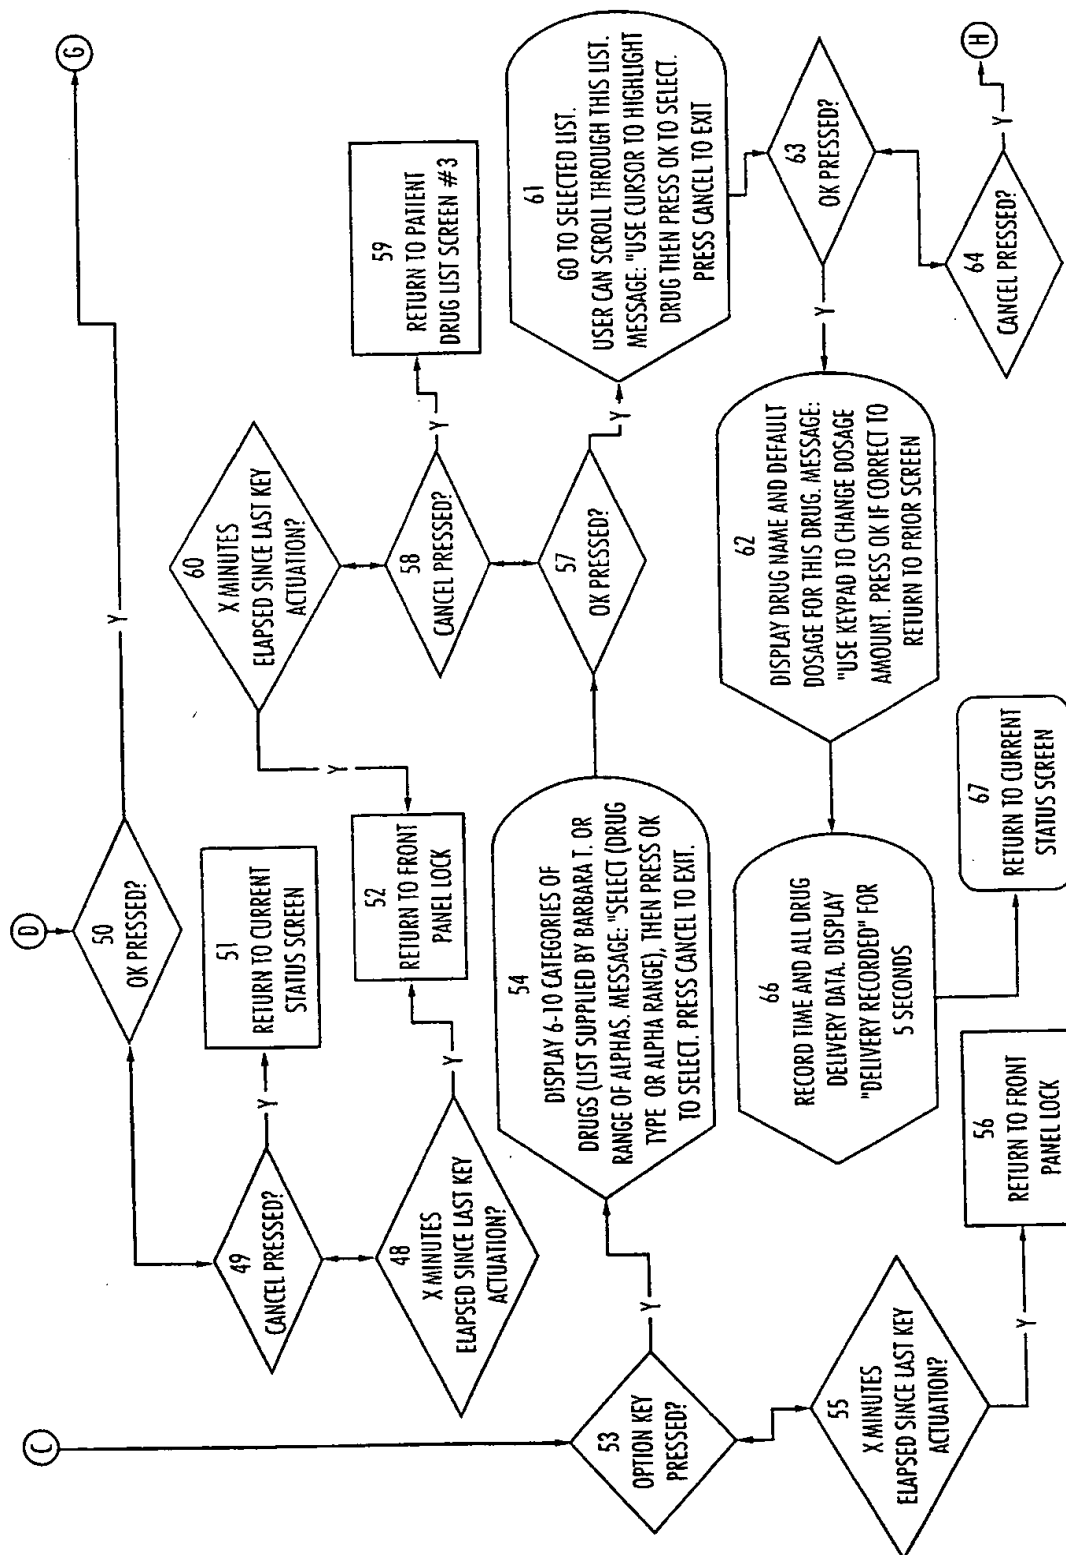 C
D
G
50
OK PRESSED?
Y
49
CANCEL PRESSED?
Y
51
RETURN TO CURRENT
STATUS SCREEN
48
X MINUTES
ELAPSED SINCE LAST KEY
ACTUATION?
Y
52
RETURN TO FRONT
PANEL LOCK
Y
60
X MINUTES
ELAPSED SINCE LAST KEY
ACTUATION?
58
CANCEL PRESSED?
Y
59
RETURN TO PATIENT
DRUG LIST SCREEN #3
53
OPTION KEY
PRESSED?
Y
54
DISPLAY 6-10 CATEGORIES OF
DRUGS (LIST SUPPLIED BY BARBARA T. OR
RANGE OF ALPHAS. MESSAGE: "SELECT (DRUG
TYPE OR ALPHA RANGE), THEN PRESS OK
TO SELECT. PRESS CANCEL TO EXIT.
57
OK PRESSED?
Y
61
GO TO SELECTED LIST.
USER CAN SCROLL THROUGH THIS LIST.
MESSAGE: "USE CURSOR TO HIGHLIGHT
DRUG THEN PRESS OK TO SELECT.
PRESS CANCEL TO EXIT
55
X MINUTES
ELAPSED SINCE LAST KEY
ACTUATION?
Y
56
RETURN TO FRONT
PANEL LOCK
66
RECORD TIME AND ALL DRUG
DELIVERY DATA. DISPLAY
"DELIVERY RECORDED" FOR
5 SECONDS
67
RETURN TO CURRENT
STATUS SCREEN
62
DISPLAY DRUG NAME AND DEFAULT
DOSAGE FOR THIS DRUG. MESSAGE:
"USE KEYPAD TO CHANGE DOSAGE
AMOUNT. PRESS OK IF CORRECT TO
RETURN TO PRIOR SCREEN
Y
63
OK PRESSED?
64
CANCEL PRESSED?
Y
H